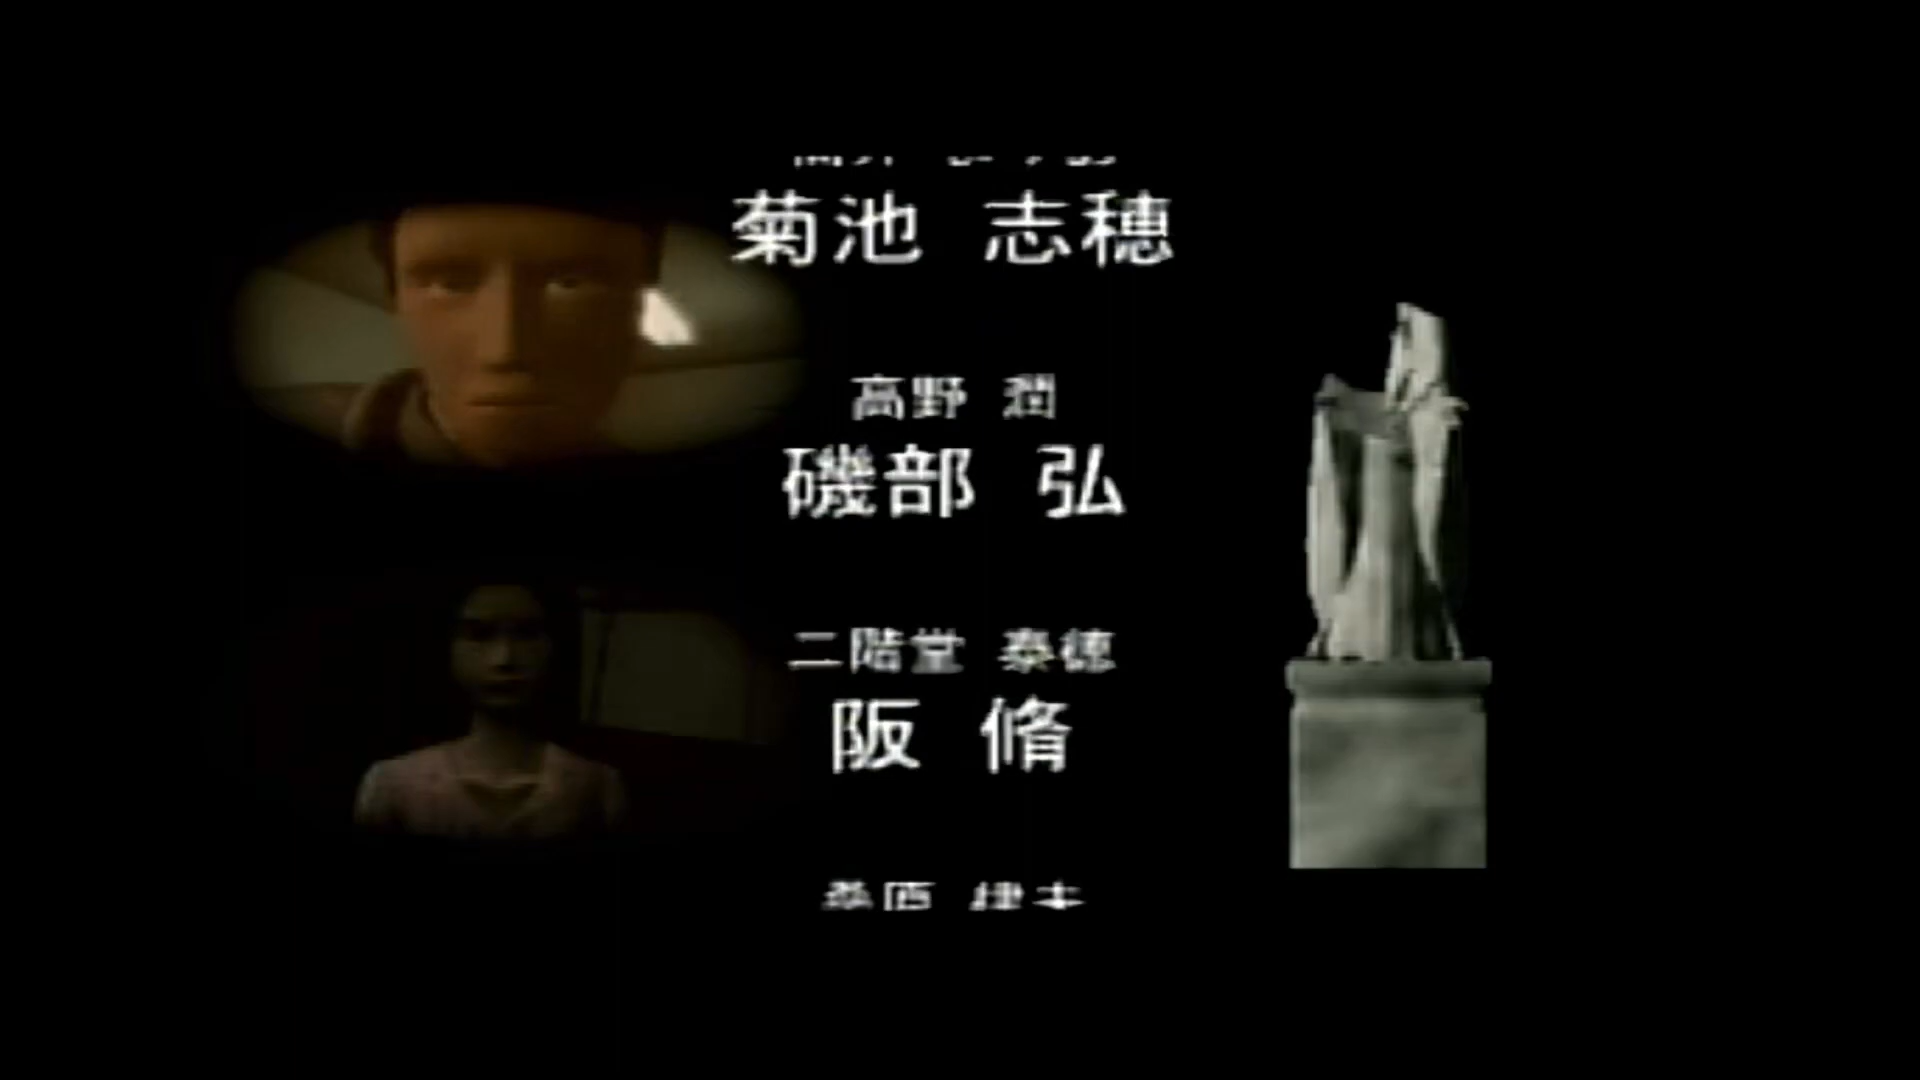 菊池 志穂
高野 潤
磯部 弘
二階堂 泰徳
阪 脩